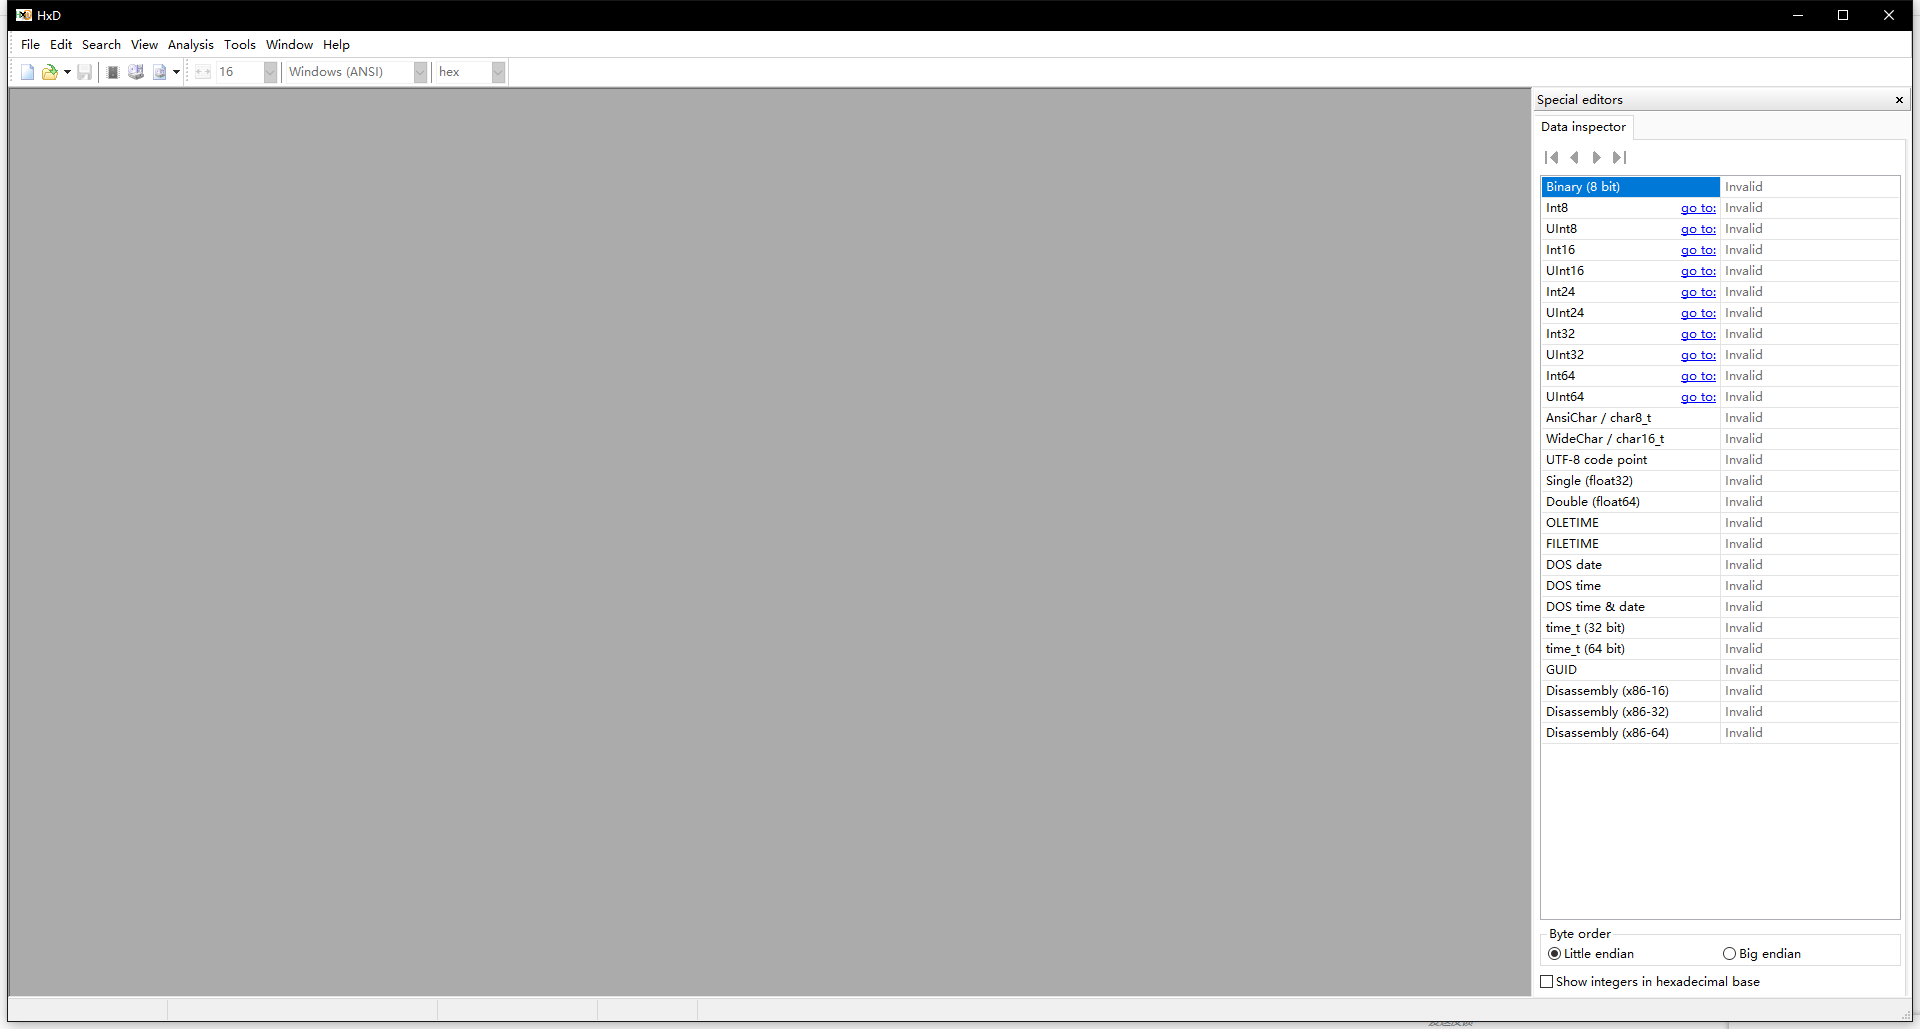 HxD
File Edit Search View Analysis Tools Window Help
16 Windows (ANSI) hex
Special editors
Data inspector
Binary (8 bit) Invalid
Int8 go to: Invalid
UInt8 go to: Invalid
Int16 go to: Invalid
UInt16 go to: Invalid
Int24 go to: Invalid
UInt24 go to: Invalid
Int32 go to: Invalid
UInt32 go to: Invalid
Int64 go to: Invalid
UInt64 go to: Invalid
AnsiChar / char8_t Invalid
WideChar / char16_t Invalid
UTF-8 code point Invalid
Single (float32) Invalid
Double (float64) Invalid
OLETIME Invalid
FILETIME Invalid
DOS date Invalid
DOS time Invalid
DOS time & date Invalid
time_t (32 bit) Invalid
time_t (64 bit) Invalid
GUID Invalid
Disassembly (x86-16) Invalid
Disassembly (x86-32) Invalid
Disassembly (x86-64) Invalid
Byte order
Little endian Big endian
Show integers in hexadecimal base